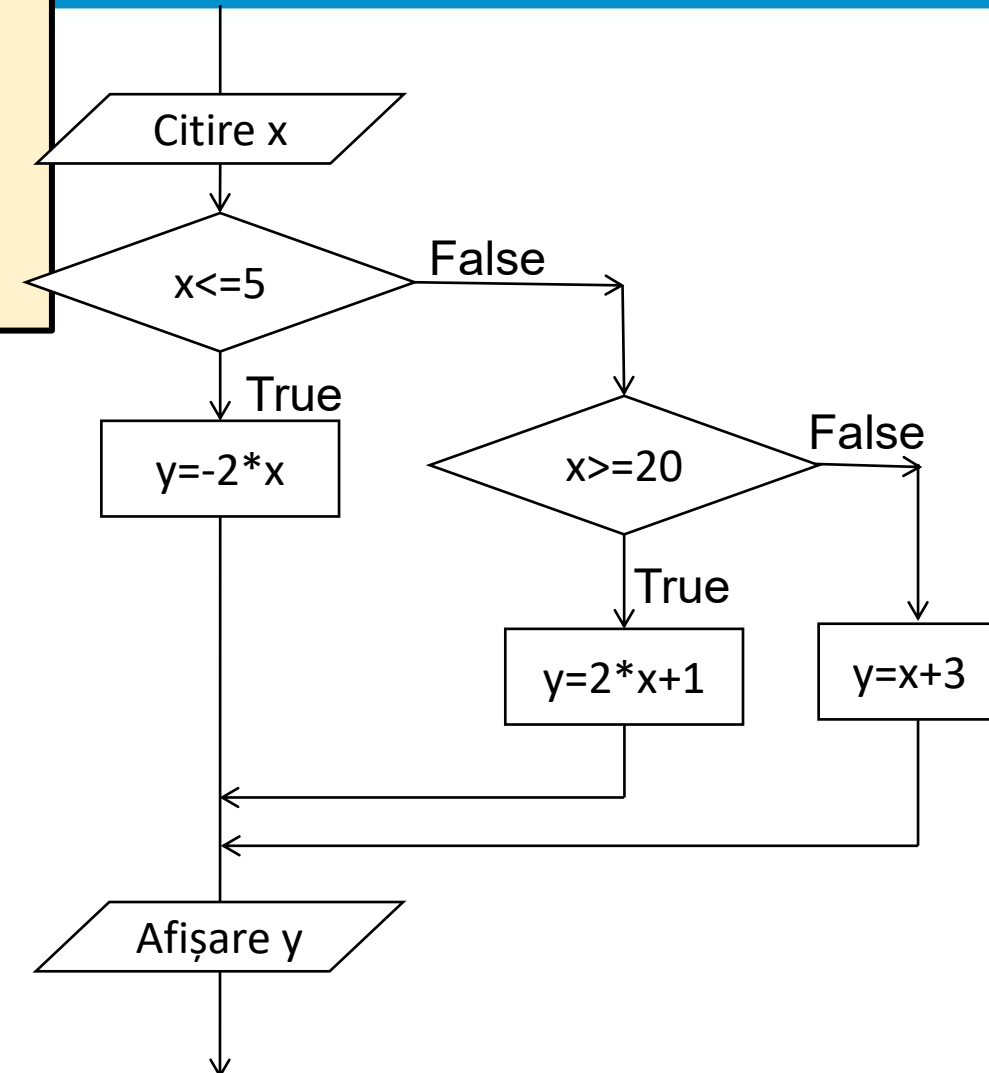 Citire x
x<=5
False
True
y=-2*x
x>=20
False
True
y=2*x+1
y=x+3
Afișare y